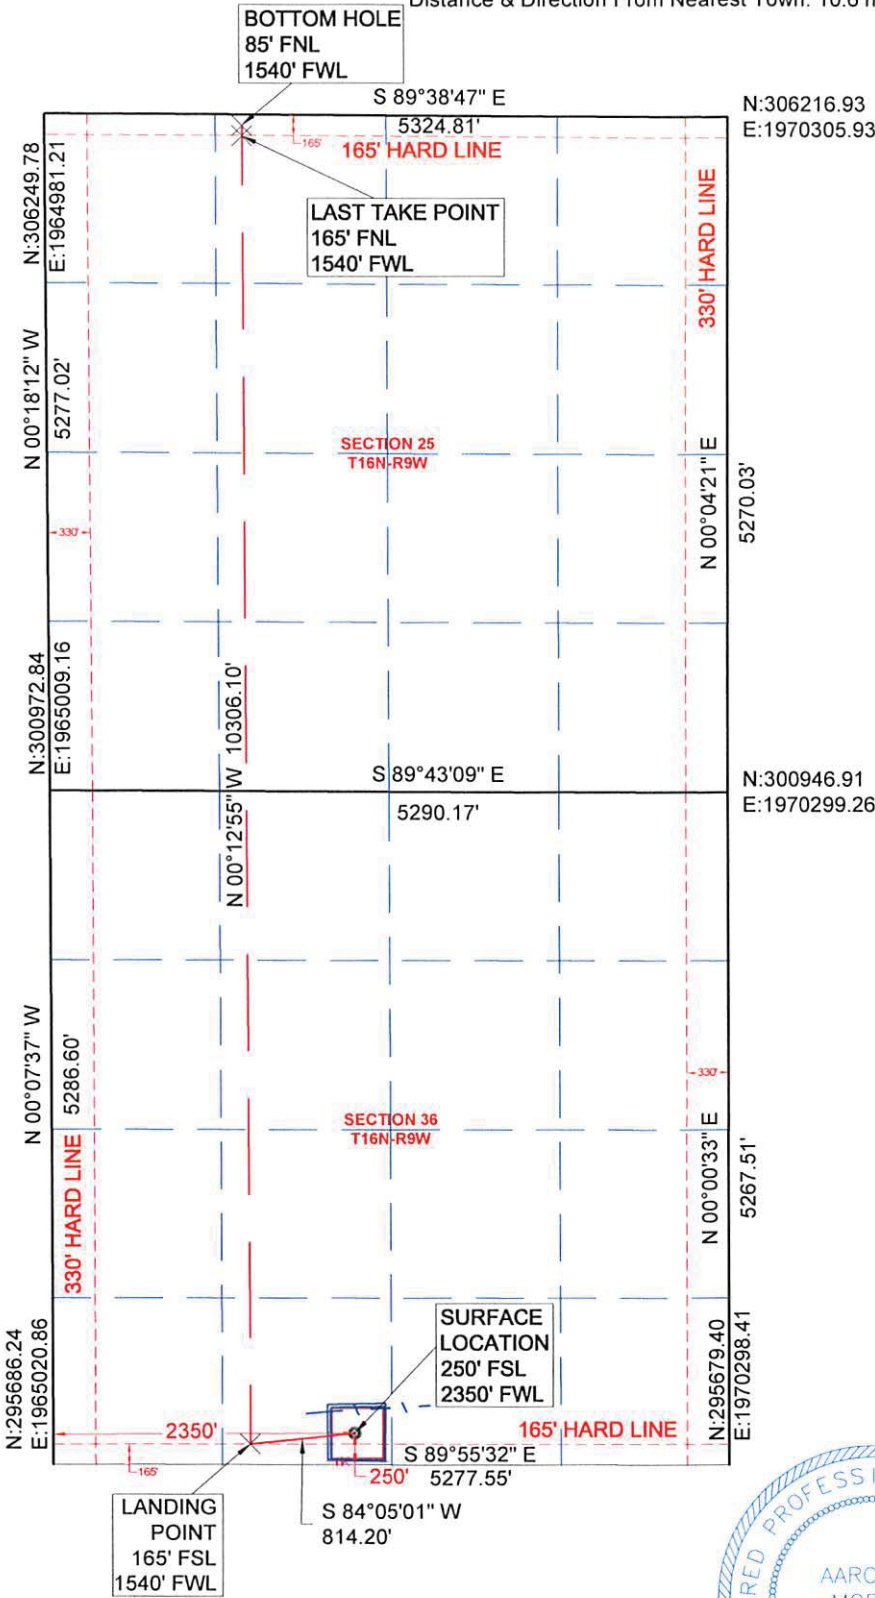 Distance & Direction From Nearest Town: 10.6
BOTTOM HOLE
85' FNL
1540' FWL
S 89°38'47" E
5324.81'
N:306216.93
E:1970305.93
165'
165' HARD LINE
N:306249.78
E:1964981.21
LAST TAKE POINT
165' FNL
1540' FWL
330' HARD LINE
N 00°18'12" W
5277.02'
SECTION 25
T16N-R9W
N 00°04'21" E
5270.03'
330'
N:300972.84
E:1965009.16
N 00°12'55" W 10306.10'
S 89°43'09" E
5290.17'
N:300946.91
E:1970299.26
N 00°07'37" W
5286.60'
330'
SECTION 36
T16N-R9W
N 00°00'33" E
5267.51'
330' HARD LINE
SURFACE
LOCATION
250' FSL
2350' FWL
N:295686.24
E:1965020.86
N:295679.40
E:1970298.41
2350'
165' HARD LINE
S 89°55'32" E
5277.55'
165'
250'
S 84°05'01" W
814.20'
LANDING
POINT
165' FSL
1540' FWL
RED PROFESSI
AARO